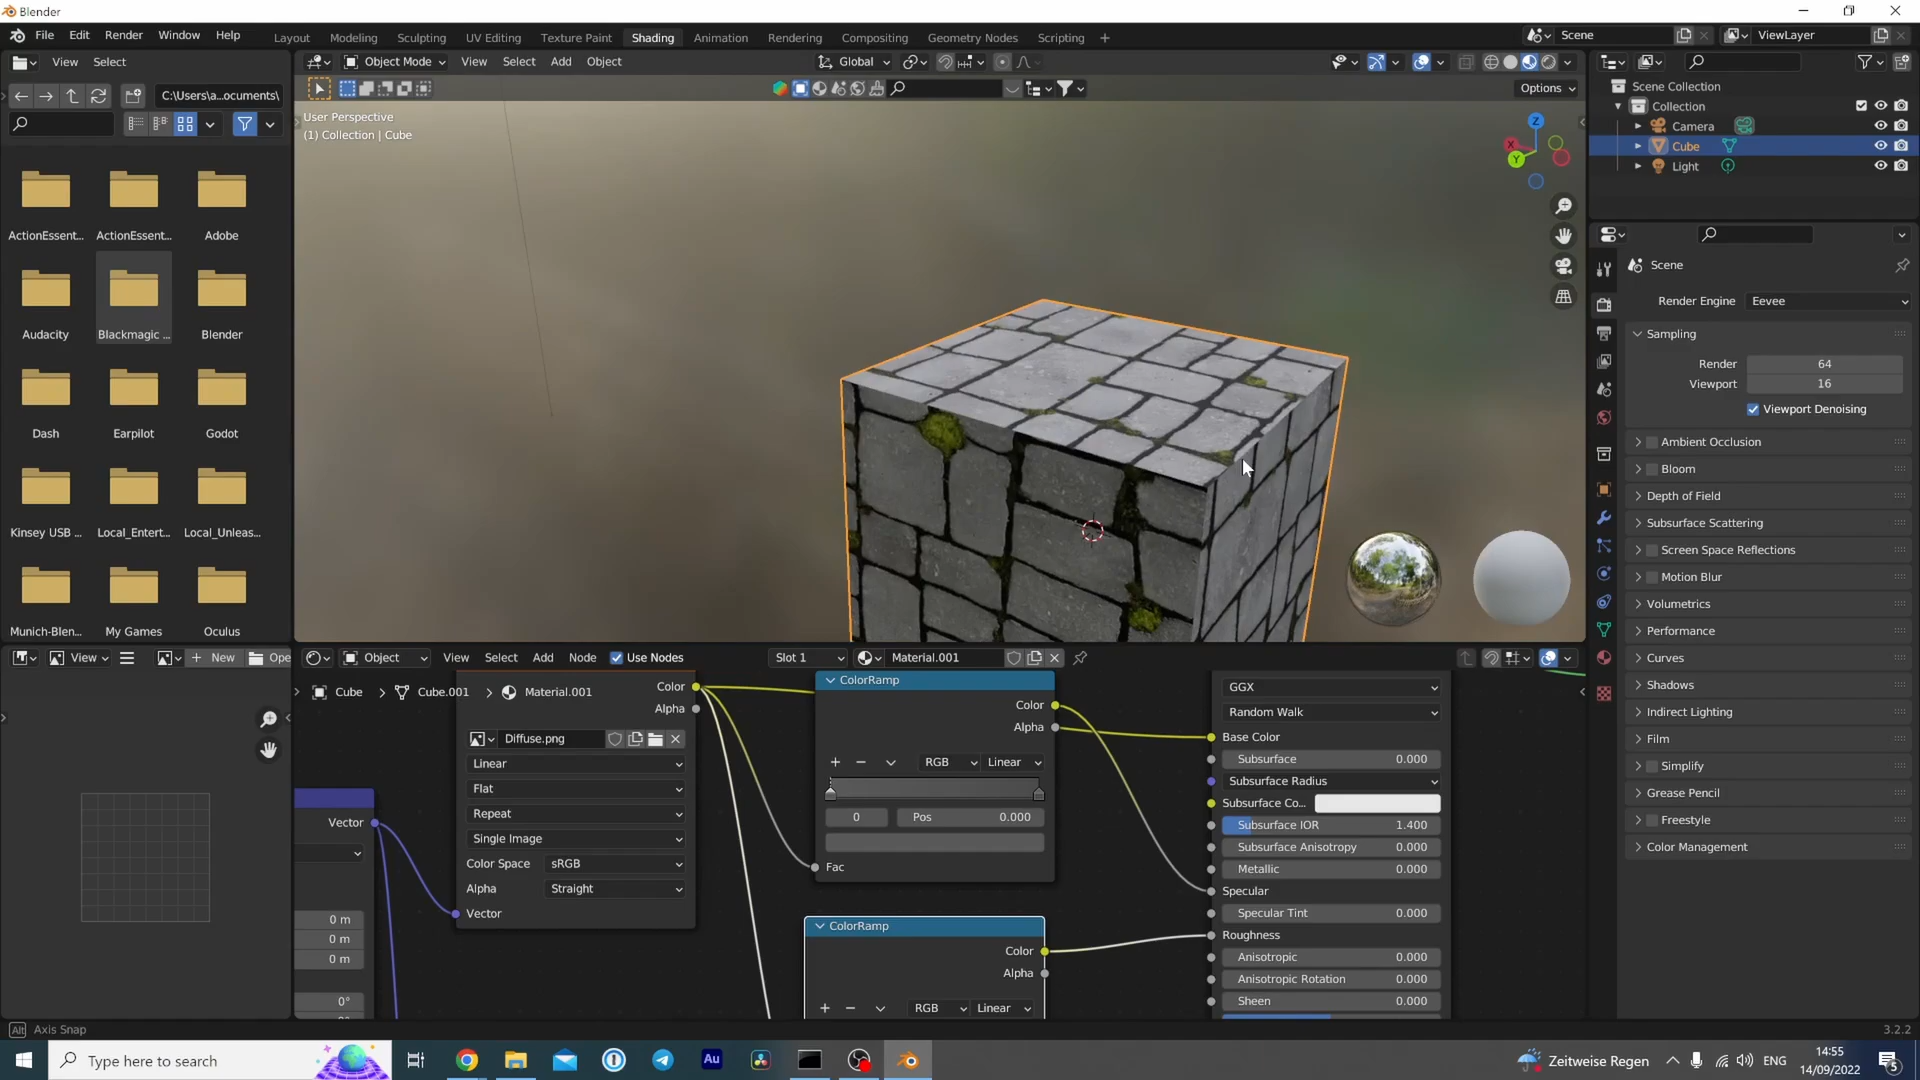 Blender
File Edit Render Window Help
Layout Modeling Sculpting UV Editing Texture Paint Shading Animation Rendering Compositing Geometry Nodes Scripting +
Scene
ViewLayer
View Select
C:\Users\a...ocuments\
ActionEssent... ActionEssent... Adobe
Audacity Blackmagic ... Blender
Dash Earpilot Godot
Kinsey USB ... Local_Entert... Local_Unleas...
Munich-Blen... My Games Oculus
Object Mode View Select Add Object
Global
Options
User Perspective
(1) Collection | Cube
Z
X
Y
Scene Collection
Collection
Camera
Cube
Light
Scene
Render Engine Eevee
Sampling
Render 64
Viewport 16
Viewport Denoising
Ambient Occlusion
Bloom
Depth of Field
Subsurface Scattering
Screen Space Reflections
Motion Blur
Volumetrics
Performance
Curves
Shadows
Indirect Lighting
Film
Simplify
Grease Pencil
Freestyle
Color Management
View
New
Ope
Object View Select Add Node Use Nodes
Slot 1
Material.001
Cube > Cube.001 > Material.001
Vector
0 m
0 m
0 m
0°
Color
Alpha
Diffuse.png
Linear
Flat
Repeat
Single Image
Color Space sRGB
Alpha Straight
Vector
ColorRamp
Color
Alpha
RGB Linear
0 Pos 0.000
Fac
ColorRamp
Color
Alpha
RGB Linear
GGX
Random Walk
Base Color
Subsurface 0.000
Subsurface Radius
Subsurface Co...
Subsurface IOR 1.400
Subsurface Anisotropy 0.000
Metallic 0.000
Specular
Specular Tint 0.000
Roughness
Anisotropic 0.000
Anisotropic Rotation 0.000
Sheen 0.000
Alt Axis Snap
3.2.2
Type here to search
Au
Zeitweise Regen
ENG
14:55
14/09/2022
5